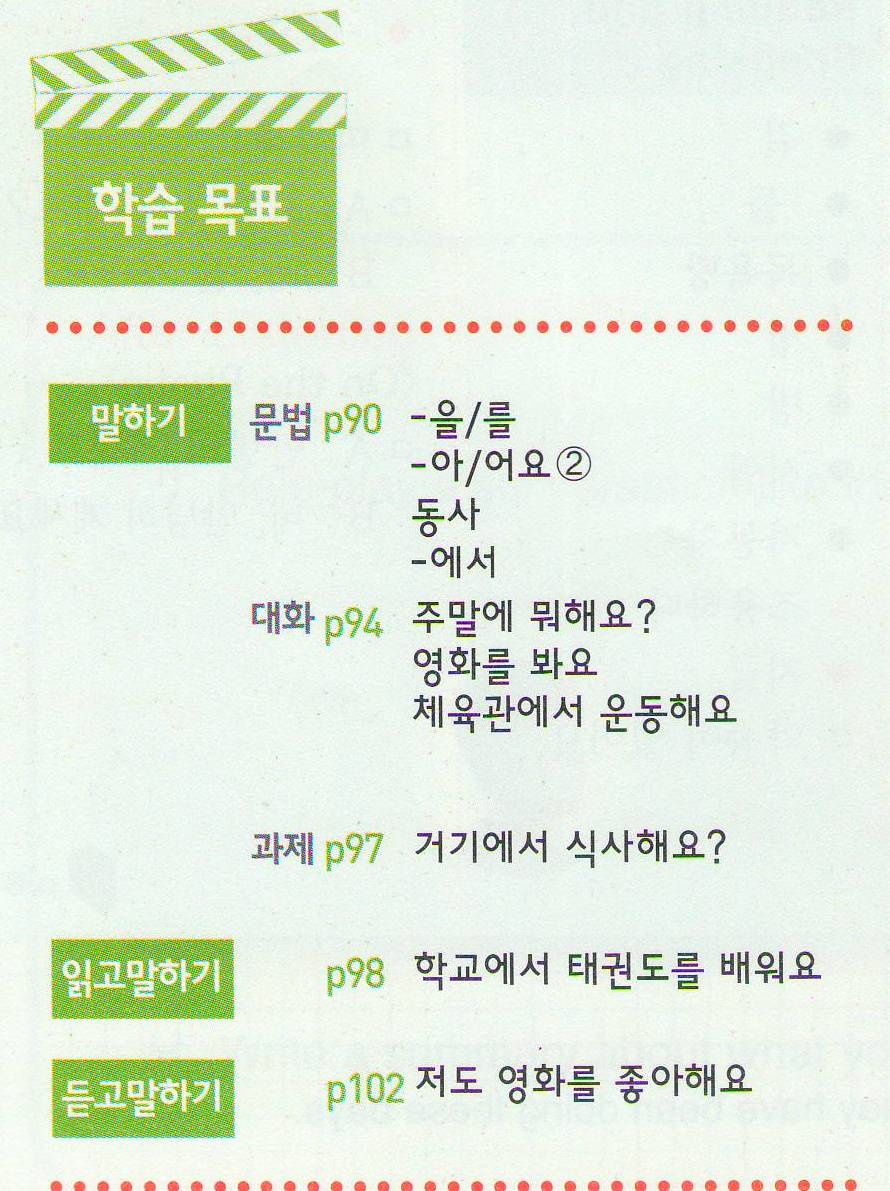 학습 목표
말하기 문법 p90 -을/를
-아/어요②
동사
-에서
대화 p94 주말에 뭐해요?
영화를 봐요
체육관에서 운동해요
과제 p97 거기에서 식사해요?
읽고말하기 p98 학교에서 태권도를 배워요
듣고말하기 p102 저도 영화를 좋아해요